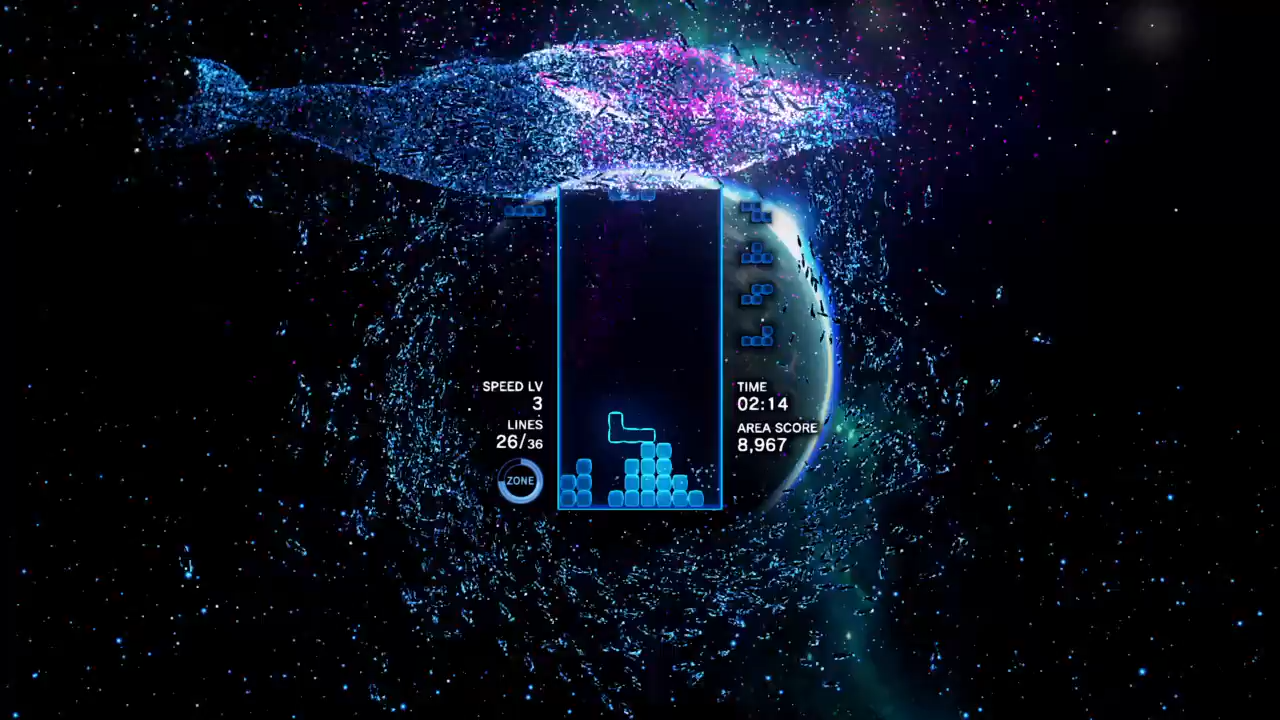 SPEED LV
3
LINES
26/36
ZONE
TIME
02:14
AREA SCORE
8,967